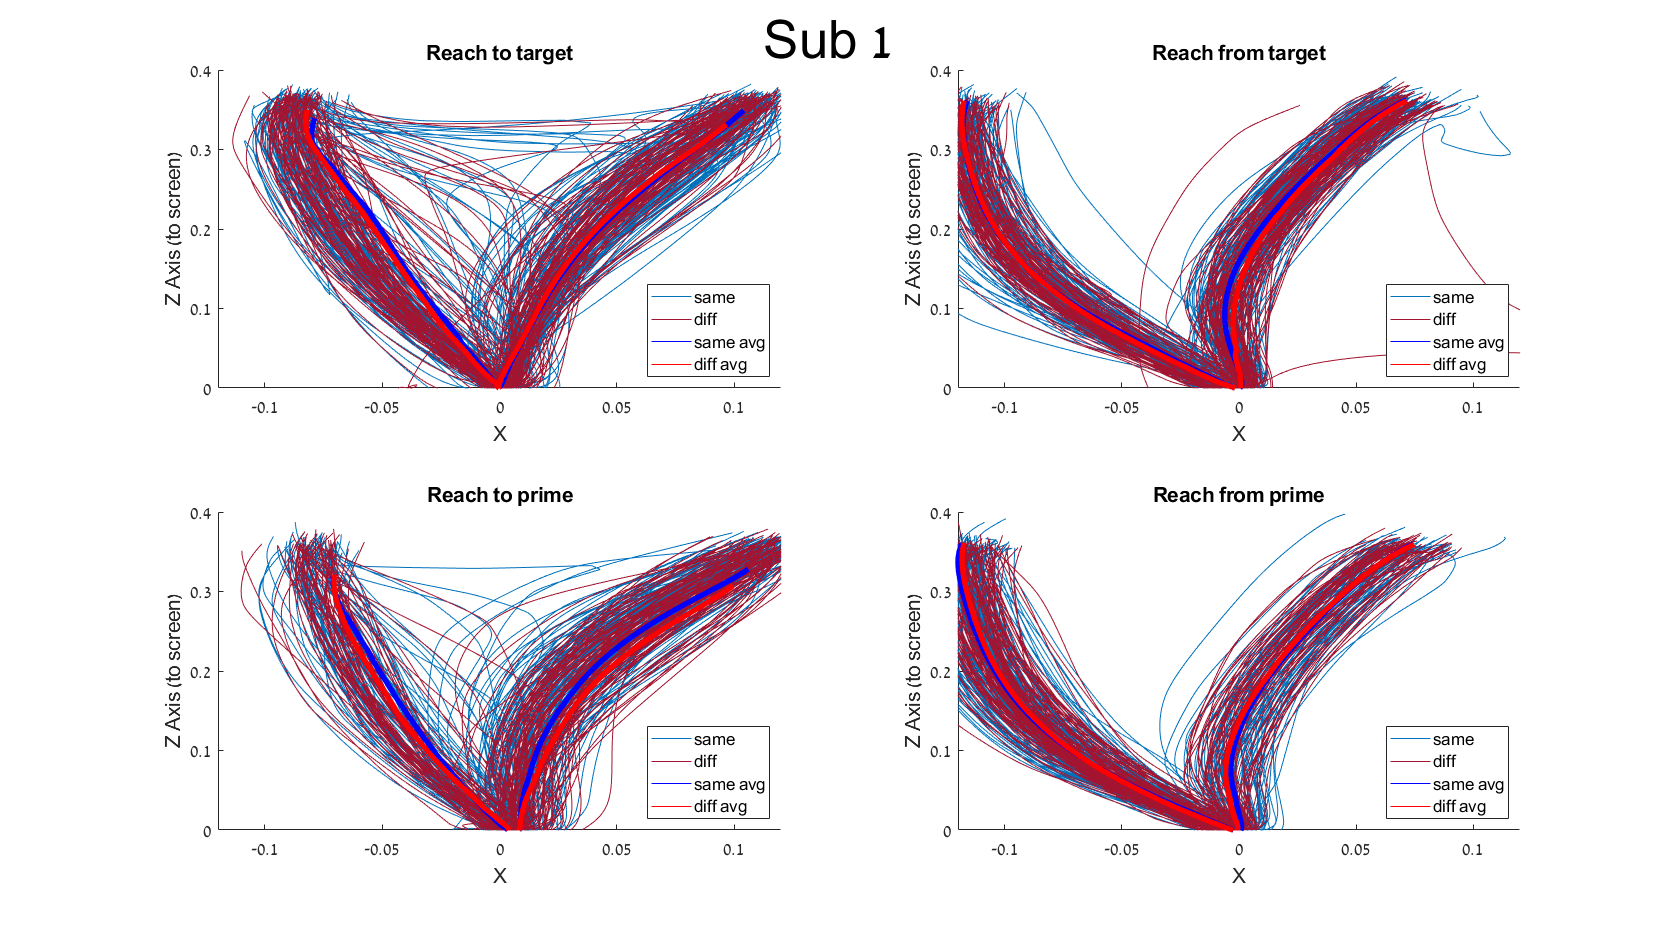 Sub 1
Reach to target
0.4
0.3
0.2
0.1
0
-0.1
-0.05
0
0.05
0.1
X
Z Axis (to screen)
same
diff
same avg
diff avg
Reach from target
0.4
0.3
0.2
0.1
0
-0.1
-0.05
0
0.05
0.1
X
Z Axis (to screen)
same
diff
same avg
diff avg
Reach to prime
0.4
0.3
0.2
0.1
0
-0.1
-0.05
0
0.05
0.1
X
Z Axis (to screen)
same
diff
same avg
diff avg
Reach from prime
0.4
0.3
0.2
0.1
0
-0.1
-0.05
0
0.05
0.1
X
Z Axis (to screen)
same
diff
same avg
diff avg